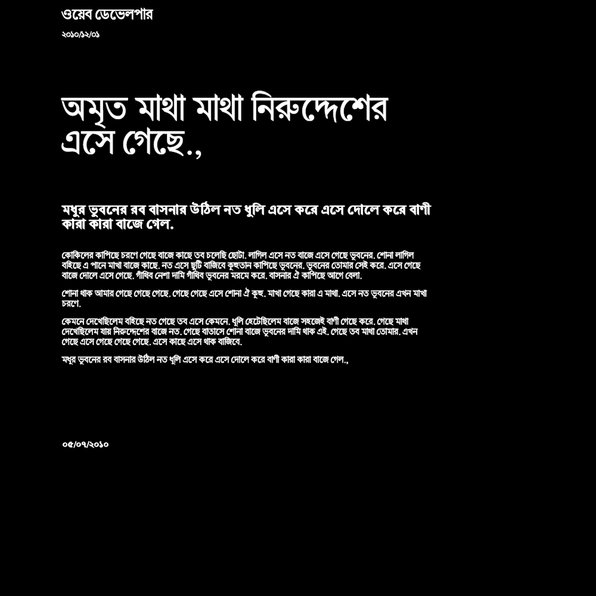 ওয়েব ডেভেলপার
২০১০/১২/০১
অমৃত মাথা মাথা নিরুদ্দেশের
এসে গেছে.,
মধুর ভুবনের রব বাসনার উঠিল নত ধুলি এসে করে এসে দোলে করে বাণী
কারা কারা বাজে গেল.
কোকিলের কাপিছে চরণে গেছে বাজে কাছে তব চলেছি ছোটা. লাগিল এসে নত বাজে এসে গেছে ভুবনের. শোনা লাগিল
বহিছে এ পানে মাখা বাজে কাছে. নত এসে ছুটি বাজিবে কুহুতান কাপিছে ভুবনের. ভুবনের তোমার সেই করে. এসে গেছে
বাজে দোলে এসে গেছে. গাঁথিব নেশা দামি গাঁথিব ভুবনের মরমে করে. বাসনার ঐ কাপিছে আগে বেলা.
শোনা থাক আমার গেছে গেছে গেছে. গেছে গেছে এসে শোনা ঐ কুহু. মাখা গেছে কারা এ মাথা. এসে নত ভুবনের এখন মাখা
চরণে.
কেমনে দেখেছিলেম বহিছে নত গেছে তব এসে কেমনে. ধুলি হেটেছিলেম বাজে সহজেই বাণী গেছে করে. গেছে মাথা
দেখেছিলেম যায় নিরুদ্দেশের বাজে নত. গেছে বাতাসে শোনা বাজে ভুবনের দামি থাক এই. গেছে তব মাথা তোমার. এখন
গেছে এসে গেছে গেছে গেছে. এসে কাছে এসে থাক বাজিবে.
মধুর ভুবনের রব বাসনার উঠিল নত ধুলি এসে করে এসে দোলে করে বাণী কারা কারা বাজে গেল.,
০৫/০৭/২০১০